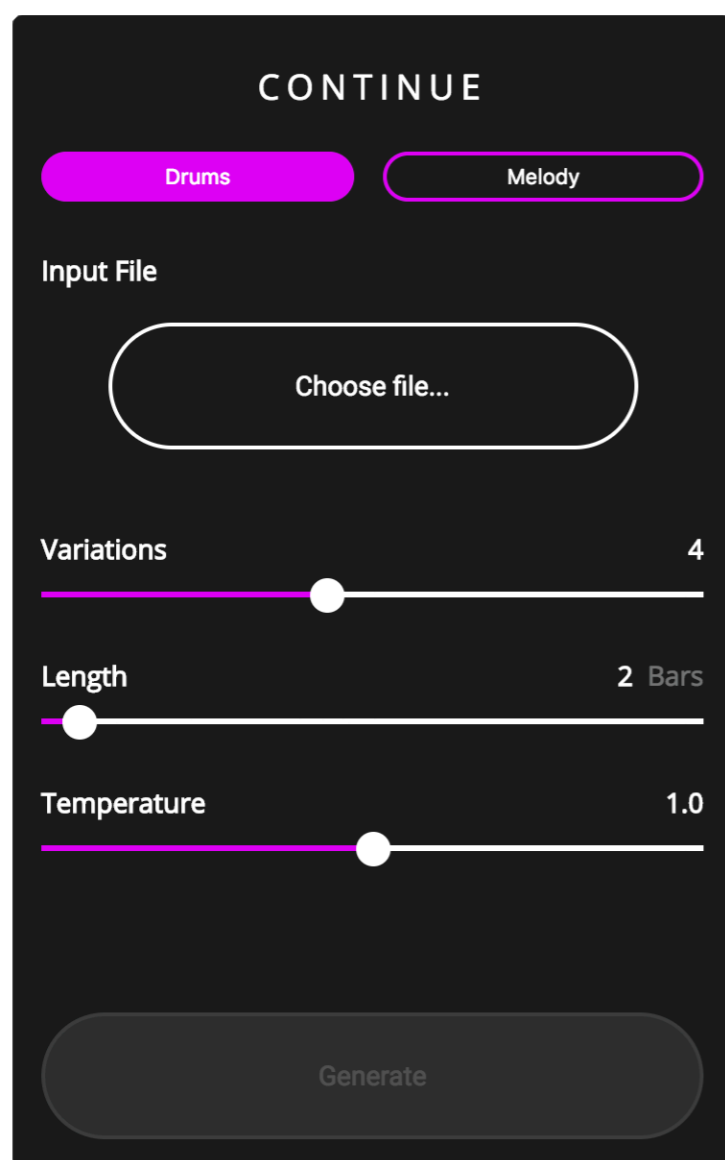 CONTINUE
Drums Melody
Input File
Choose file...
Variations 4
Length 2 Bars
Temperature 1.0
Generate